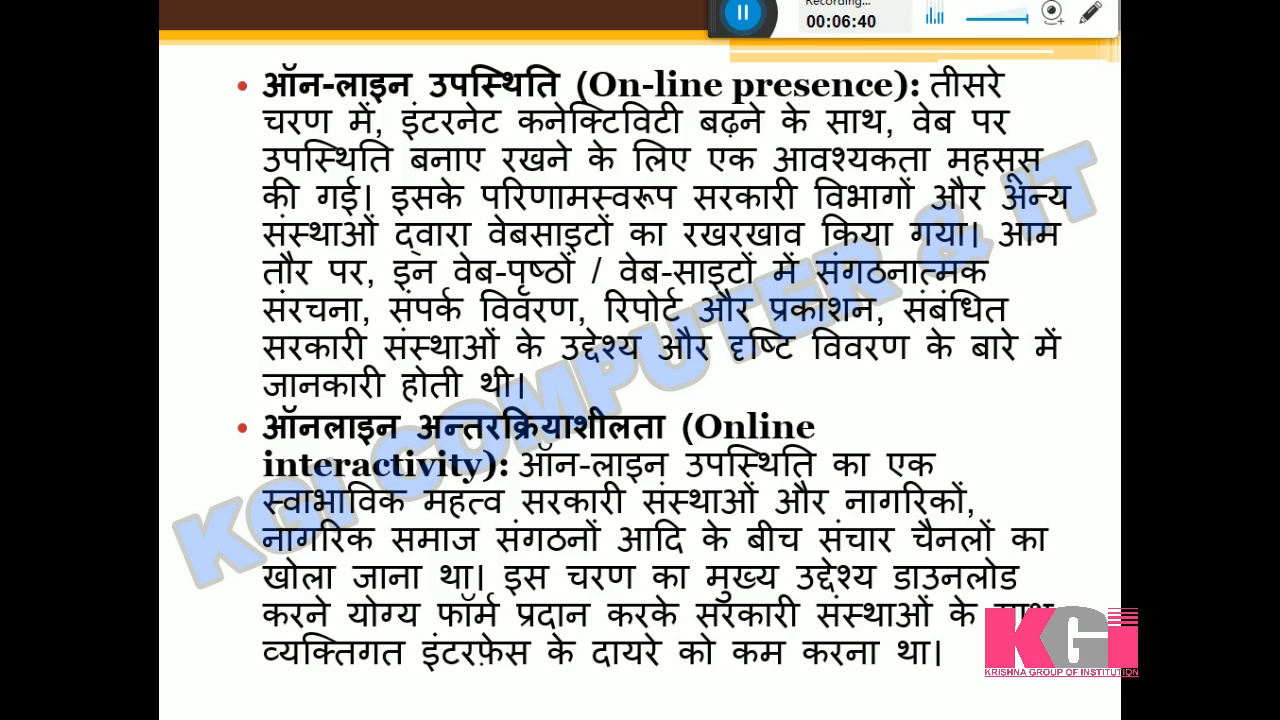 Recording...
00:06:40
• ऑन-लाइन उपस्थिति (On-line presence): तीसरे
चरण में, इंटरनेट कनेक्टिविटी बढ़ने के साथ, वेब पर
उपस्थिति बनाए रखने के लिए एक आवश्यकता महसूस
की गई। इसके परिणामस्वरूप सरकारी विभागों और अन्य
संस्थाओं द्वारा वेबसाइटों का रखरखाव किया गया। आम
तौर पर, इन वेब-पृष्ठों / वेब-साइटों में संगठनात्मक
संरचना, संपर्क विवरण, रिपोर्ट और प्रकाशन, संबंधित
सरकारी संस्थाओं के उद्देश्य और दृष्टि विवरण के बारे में
जानकारी होती थी।
• ऑनलाइन अन्तरक्रियाशीलता (Online
interactivity): ऑन-लाइन उपस्थिति का एक
स्वाभाविक महत्व सरकारी संस्थाओं और नागरिकों,
नागरिक समाज संगठनों आदि के बीच संचार चैनलों का
खोला जाना था। इस चरण का मुख्य उद्देश्य डाउनलोड
करने योग्य फॉर्म प्रदान करके सरकारी संस्थाओं के साथ
व्यक्तिगत इंटरफ़ेस के दायरे को कम करना था।
KGI COMPUTER & IT
KGI
KRISHNA GROUP OF INSTITUTION